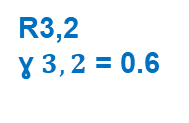 R3,2
ɣ 3, 2 = 0.6